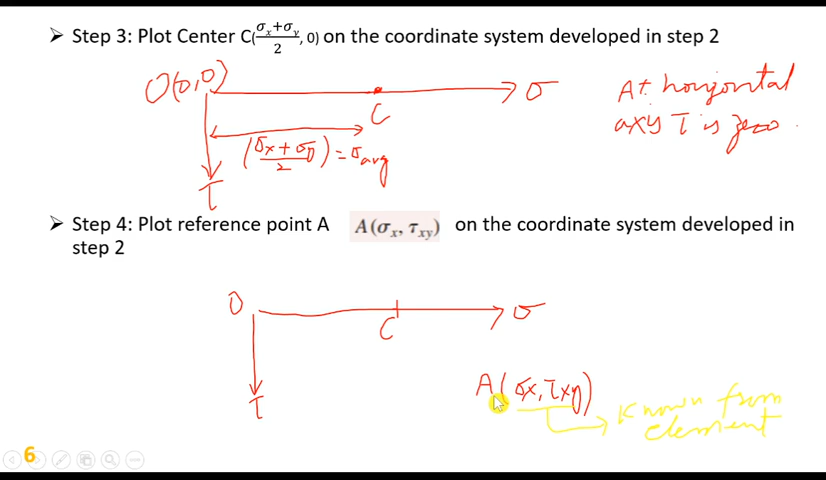 ➤ Step 3: Plot Center C((σx+σy)/2, 0) on the coordinate system developed in step 2
O(0,0)
σ
C
(σx+σy/2) = σavg
τ
At horizontal
axis τ is zero
➤ Step 4: Plot reference point A A(σx, τxy) on the coordinate system developed in
step 2
O
σ
C
τ
A(σx, τxy)
Known from
element
6